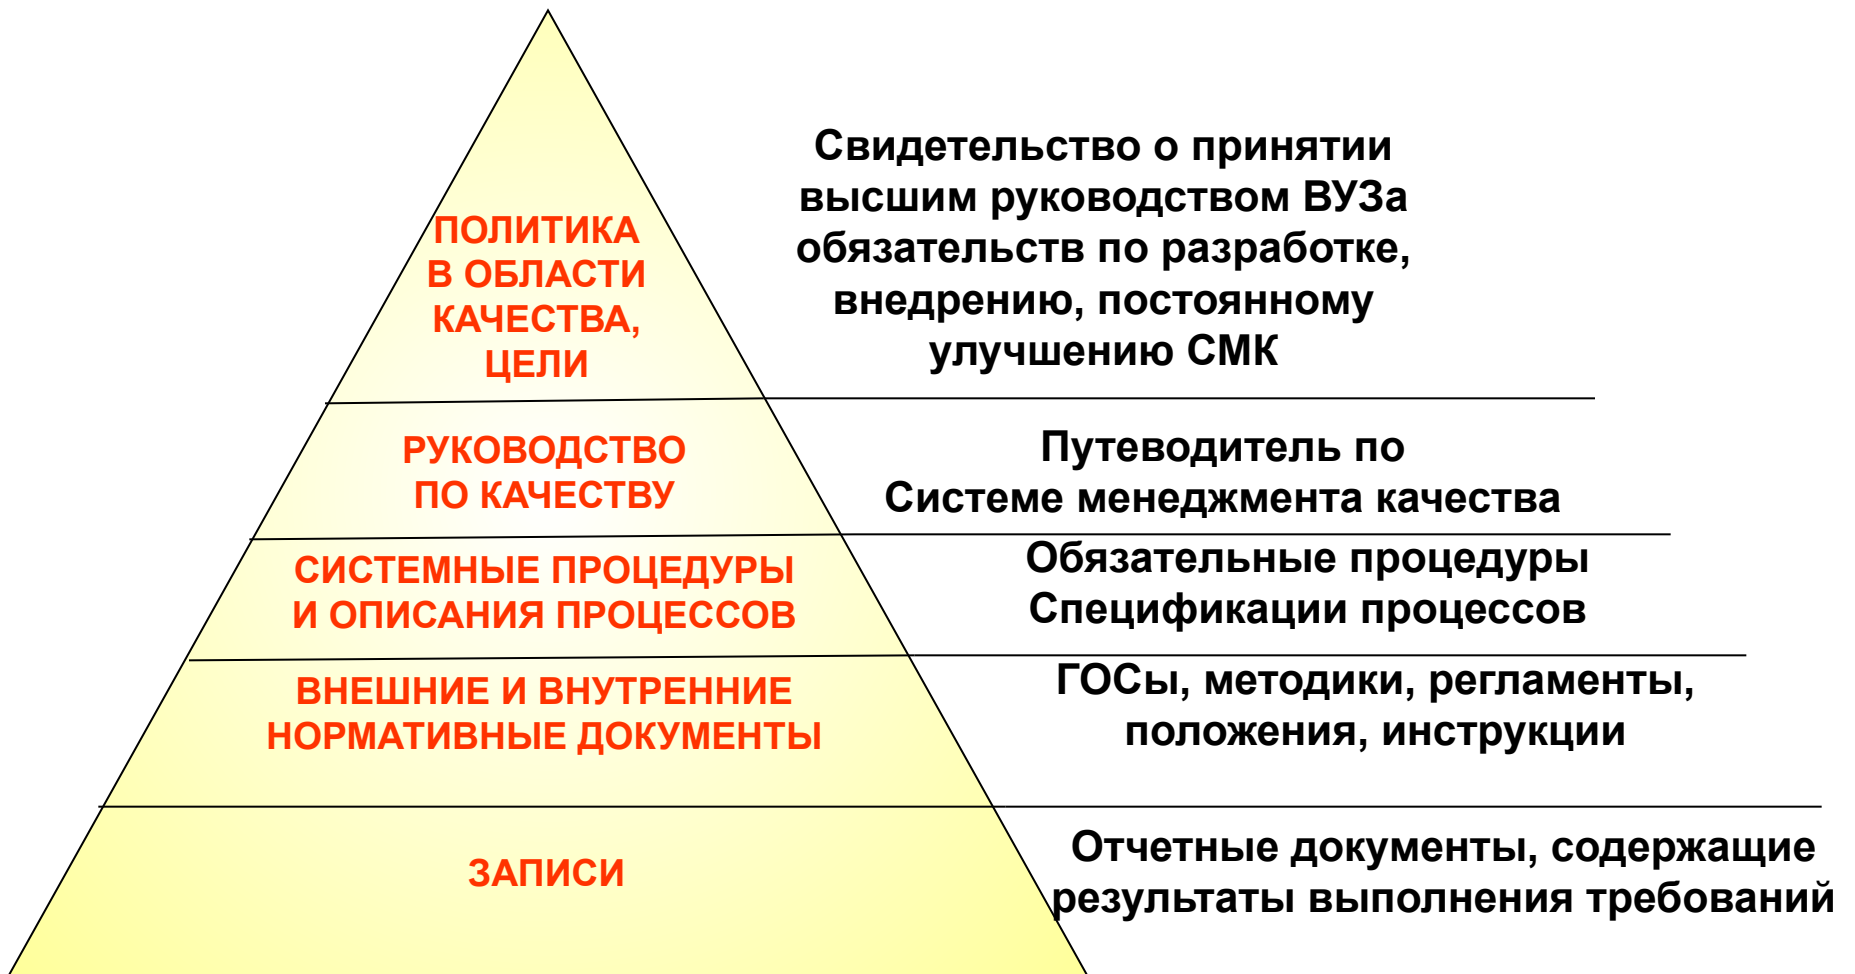 ПОЛИТИКА
В ОБЛАСТИ
КАЧЕСТВА,
ЦЕЛИ
Свидетельство о принятии
высшим руководством ВУЗа
обязательств по разработке,
внедрению, постоянному
улучшению СМК
РУКОВОДСТВО
ПО КАЧЕСТВУ
Путеводитель по
Системе менеджмента качества
СИСТЕМНЫЕ ПРОЦЕДУРЫ
И ОПИСАНИЯ ПРОЦЕССОВ
Обязательные процедуры
Спецификации процессов
ВНЕШНИЕ И ВНУТРЕННИЕ
НОРМАТИВНЫЕ ДОКУМЕНТЫ
ГОСы, методики, регламенты,
положения, инструкции
ЗАПИСИ
Отчетные документы, содержащие
результаты выполнения требований